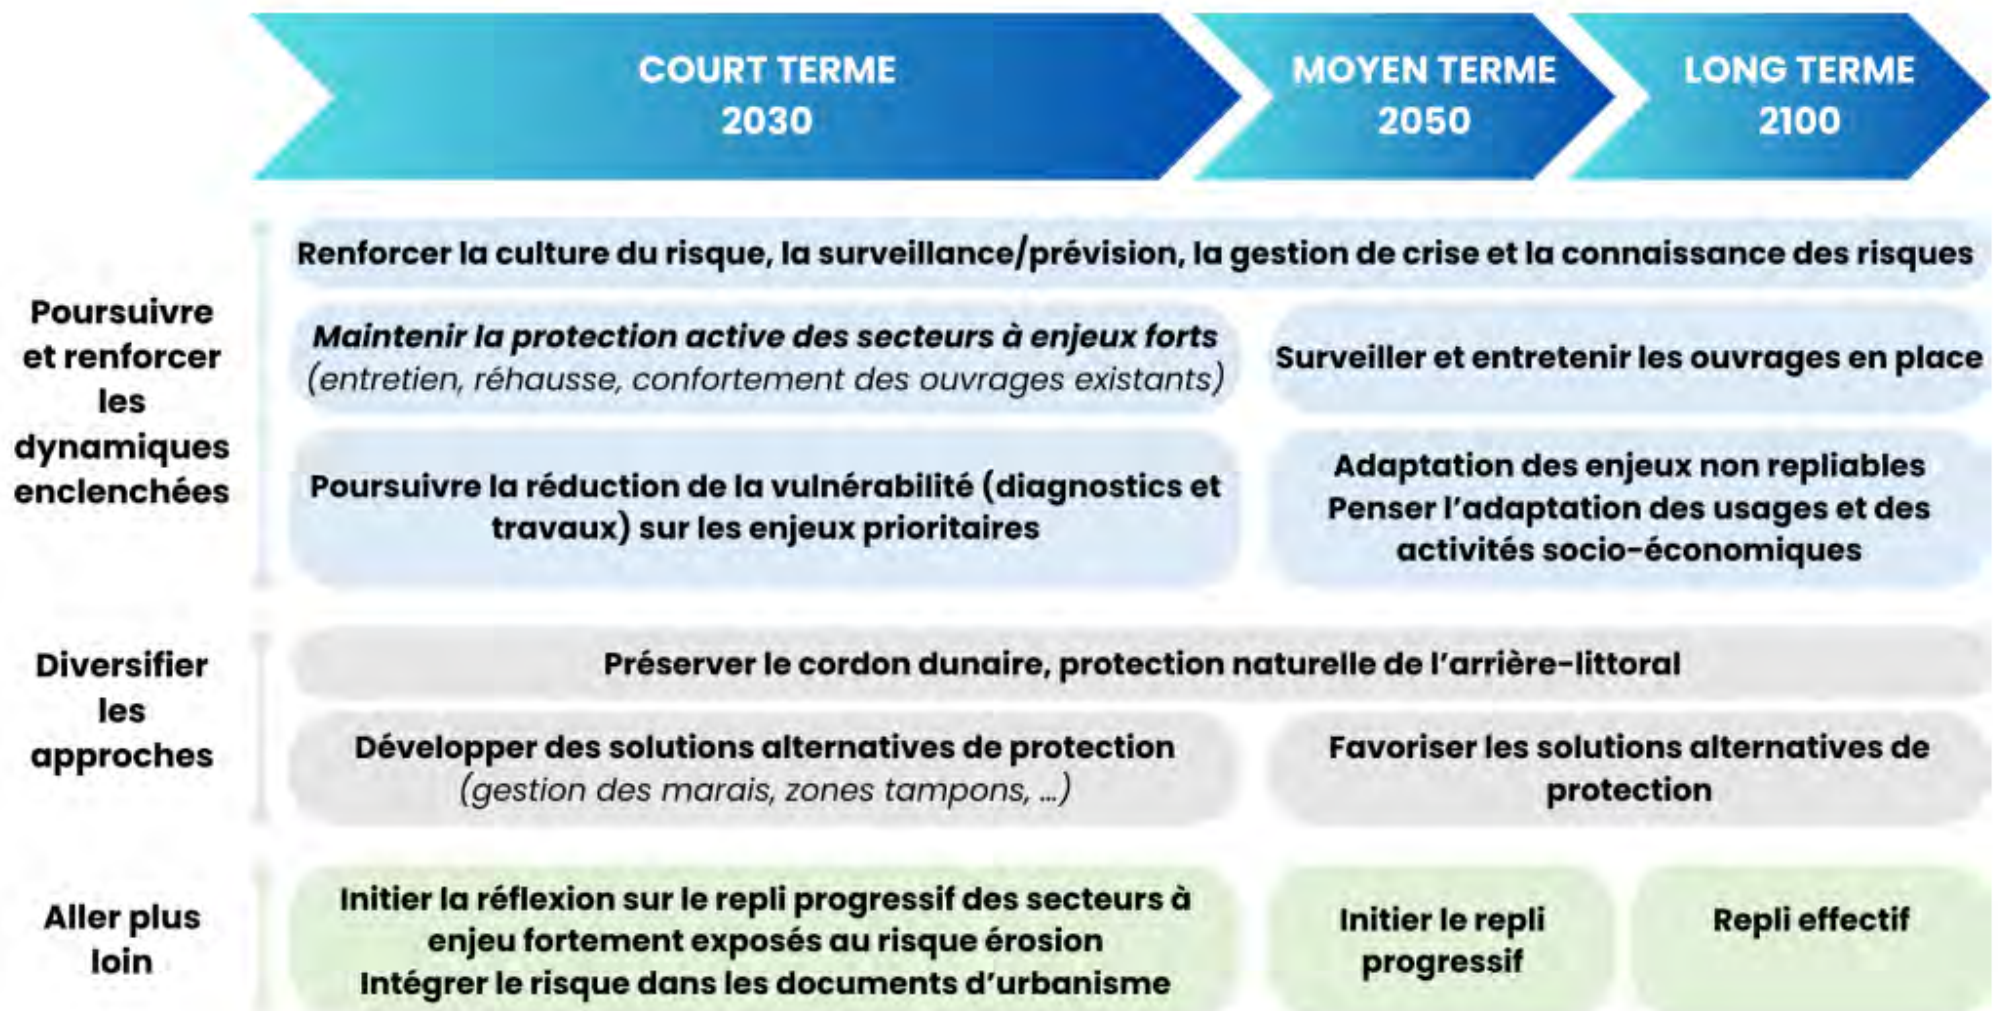 COURT TERME
2030
MOYEN TERME
2050
LONG TERME
2100
Poursuivre
et renforcer
les
dynamiques
enclenchées
Renforcer la culture du risque, la surveillance/prévision, la gestion de crise et la connaissance des risques
Maintenir la protection active des secteurs à enjeux forts
(entretien, réhausse, confortement des ouvrages existants)
Surveiller et entretenir les ouvrages en place
Poursuivre la réduction de la vulnérabilité (diagnostics et
travaux) sur les enjeux prioritaires
Adaptation des enjeux non repliables
Penser l'adaptation des usages et des
activités socio-économiques
Diversifier
les
approches
Préserver le cordon dunaire, protection naturelle de l'arrière-littoral
Développer des solutions alternatives de protection
(gestion des marais, zones tampons, ...)
Favoriser les solutions alternatives de
protection
Aller plus
loin
Initier la réflexion sur le repli progressif des secteurs à
enjeu fortement exposés au risque érosion
Intégrer le risque dans les documents d'urbanisme
Initier le repli
progressif
Repli effectif